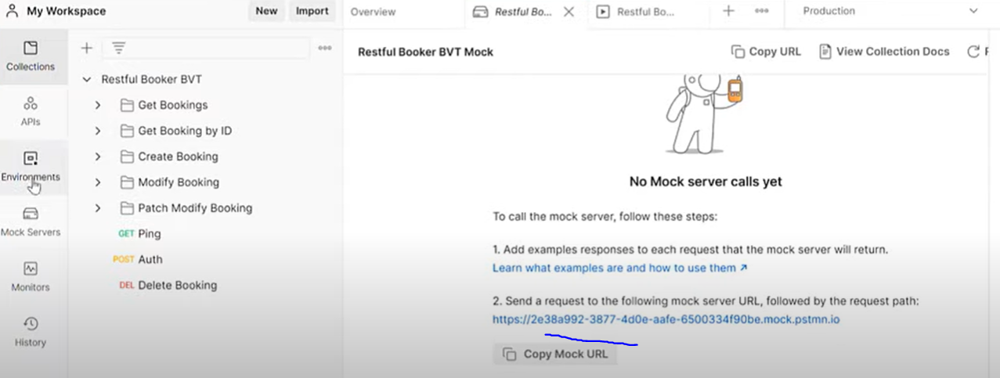 My Workspace
New
Import
Overview
Restful Bo...
Restful Bo...
Production
Collections
APIs
Environments
Mock Servers
Monitors
History
Restful Booker BVT
Get Bookings
Get Booking by ID
Create Booking
Modify Booking
Patch Modify Booking
GET Ping
POST Auth
DEL Delete Booking
Restful Booker BVT Mock
Copy URL
View Collection Docs
No Mock server calls yet
To call the mock server, follow these steps:
1. Add examples responses to each request that the mock server will return.
Learn what examples are and how to use them ↗
2. Send a request to the following mock server URL, followed by the request path:
https://2e38a992-3877-4d0e-aafe-6500334f90be.mock.pstmn.io
Copy Mock URL